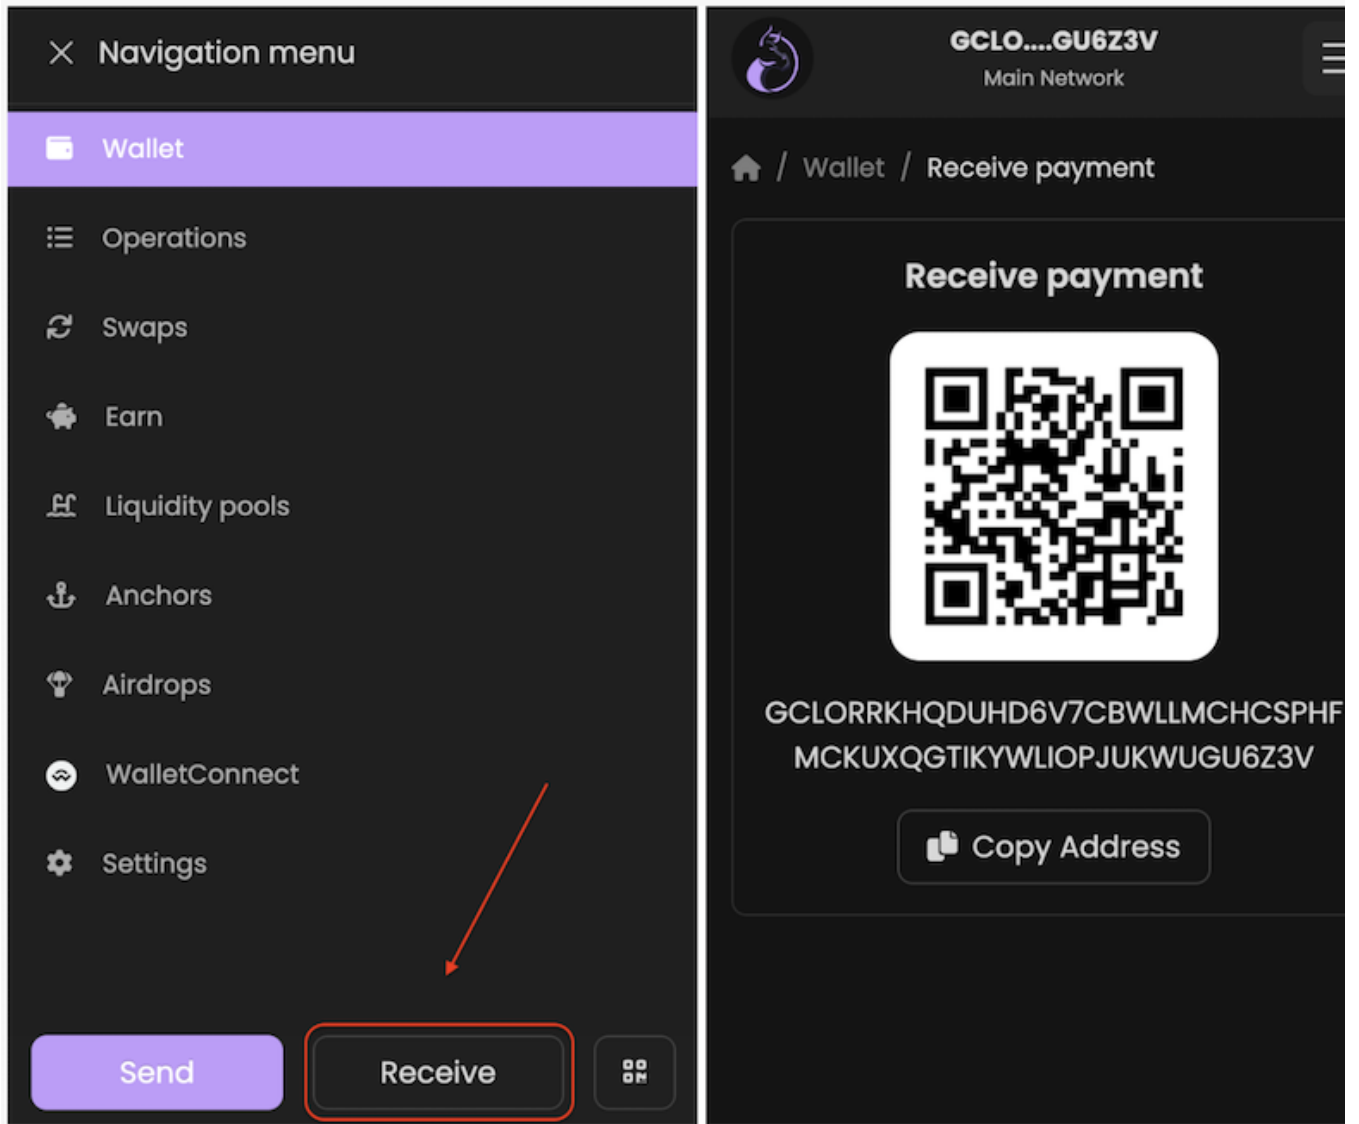 Navigation menu
Wallet
Operations
Swaps
Earn
Liquidity pools
Anchors
Airdrops
WalletConnect
Settings
Send
Receive
GCLO....GU6Z3V
Main Network
/ Wallet / Receive payment
Receive payment
GCLORRKHQDUHD6V7CBWLLMCHCSPHF
MCKUXQGTIKYWLIOPJUKWUGU6Z3V
Copy Address